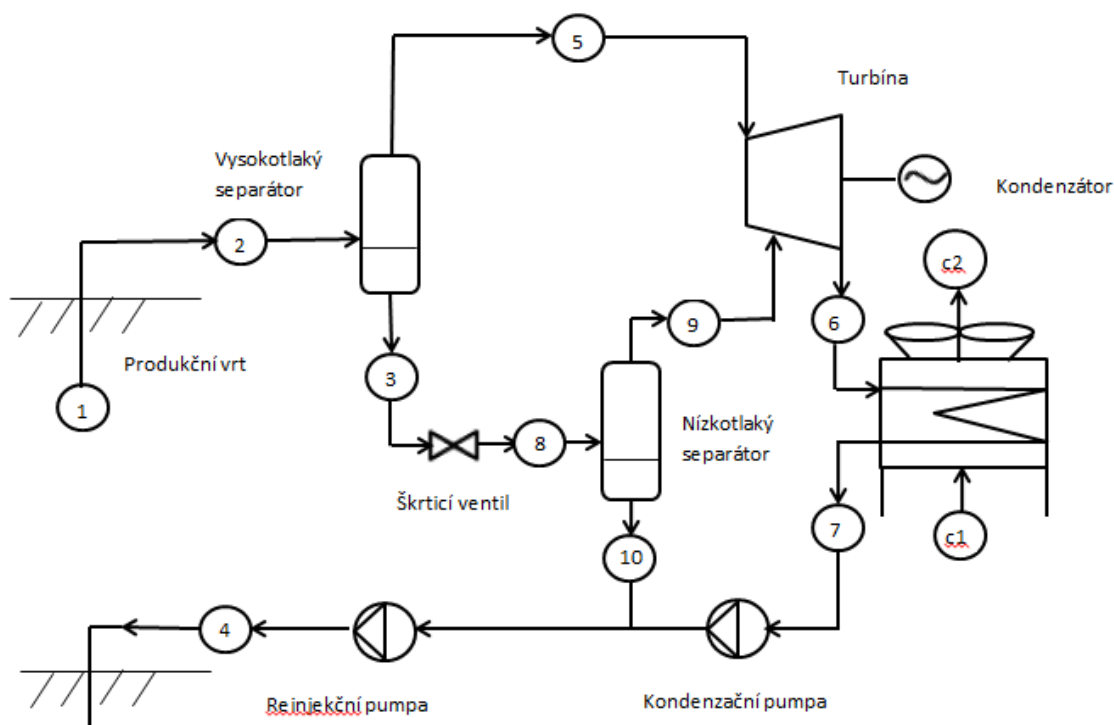 5
Turbína
Vysokotlaký
separátor
Kondenzátor
2
c2
9
6
Produkční vrt
3
1
Nízkotlaký
separátor
8
Škrticí ventil
7
c1
10
4
Reinjekční pumpa
Kondenzační pumpa